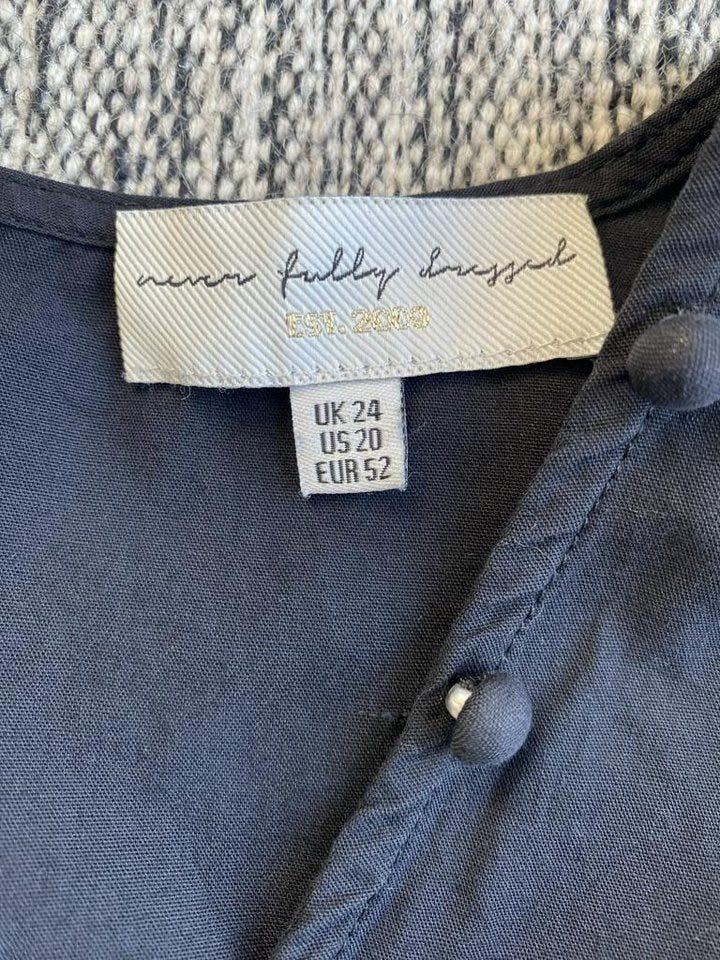 never fully dressed
EST. 2009
UK 24
US 20
EUR 52